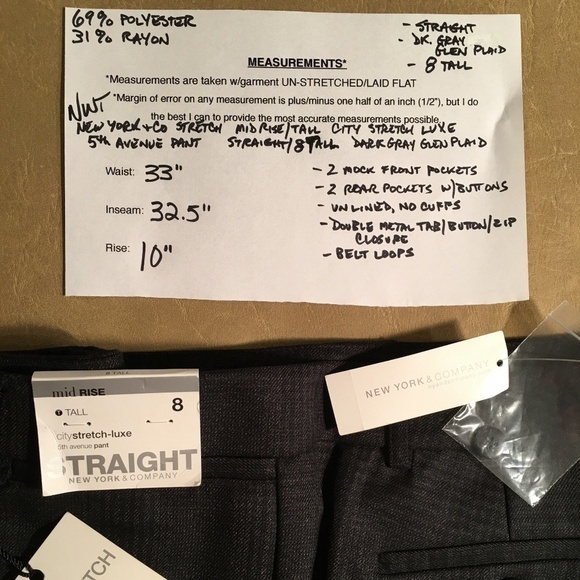 69% POLYESTER
31% RAYON
- STRAIGHT
- DK. GRAY
GLEN PLAID
- 8 TALL
MEASUREMENTS*
*Measurements are taken w/garment UN-STRETCHED/LAID FLAT
*Margin of error on any measurement is plus/minus one half of an inch (1/2"), but I do
the best I can to provide the most accurate measurements possible.
NWT
NEW YORK + CO STRETCH MID RISE/TALL CITY STRETCH LUXE
5th AVENUE PANT STRAIGHT/8 TALL DARK GRAY GLEN PLAID
Waist: 33"
Inseam: 32.5"
Rise: 10"
- 2 MOCK FRONT POCKETS
- 2 REAR POCKETS W/BUTTONS
- UNLINED, NO CUFFS
- DOUBLE METAL TAB/BUTTON/ZIP
CLOSURE
- BELT LOOPS
8 TALL
mid RISE
T TALL
8
citystretch-luxe
5th avenue pant
STRAIGHT
NEW YORK & COMPANY
NEW YORK & COMPANY
TCH